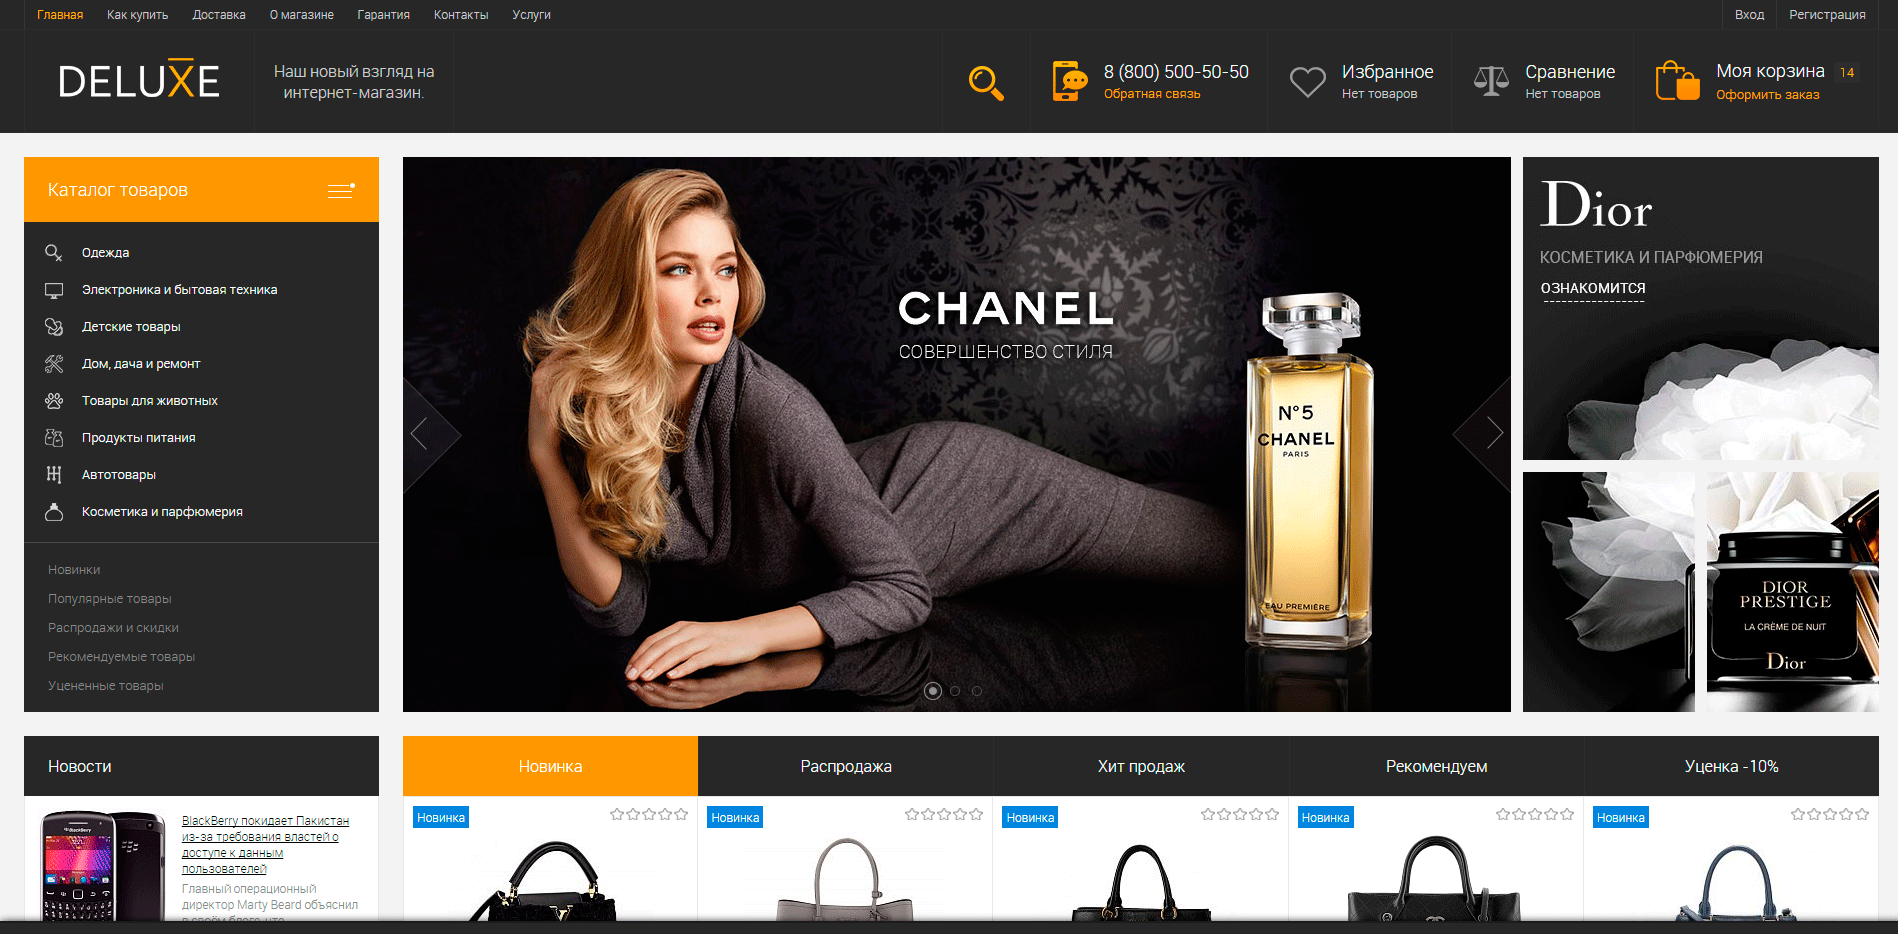 Главная Как купить Доставка О магазине Гарантия Контакты Услуги Вход Регистрация
DELUXE
Наш новый взгляд на
интернет-магазин.
8 (800) 500-50-50
Обратная связь
Избранное
Нет товаров
Сравнение
Нет товаров
Моя корзина 14
Оформить заказ
Каталог товаров
Одежда
Электроника и бытовая техника
Детские товары
Дом, дача и ремонт
Товары для животных
Продукты питания
Автотовары
Косметика и парфюмерия
Новинки
Популярные товары
Распродажи и скидки
Рекомендуемые товары
Уцененные товары
CHANEL
СОВЕРШЕНСТВО СТИЛЯ
N°5
CHANEL
PARIS
EAU PREMIÈRE
Dior
КОСМЕТИКА И ПАРФЮМЕРИЯ
ОЗНАКОМИТСЯ
DIOR
PRESTIGE
LA CRÈME DE NUIT
Dior
Новости
BlackBerry
BlackBerry покидает Пакистан
из-за требования властей о
доступе к данным
пользователей
Главный операционный
директор Marty Beard объяснил
в своём блоге, что
Новинка Распродажа Хит продаж Рекомендуем Уценка -10%
Новинка Новинка Новинка Новинка Новинка